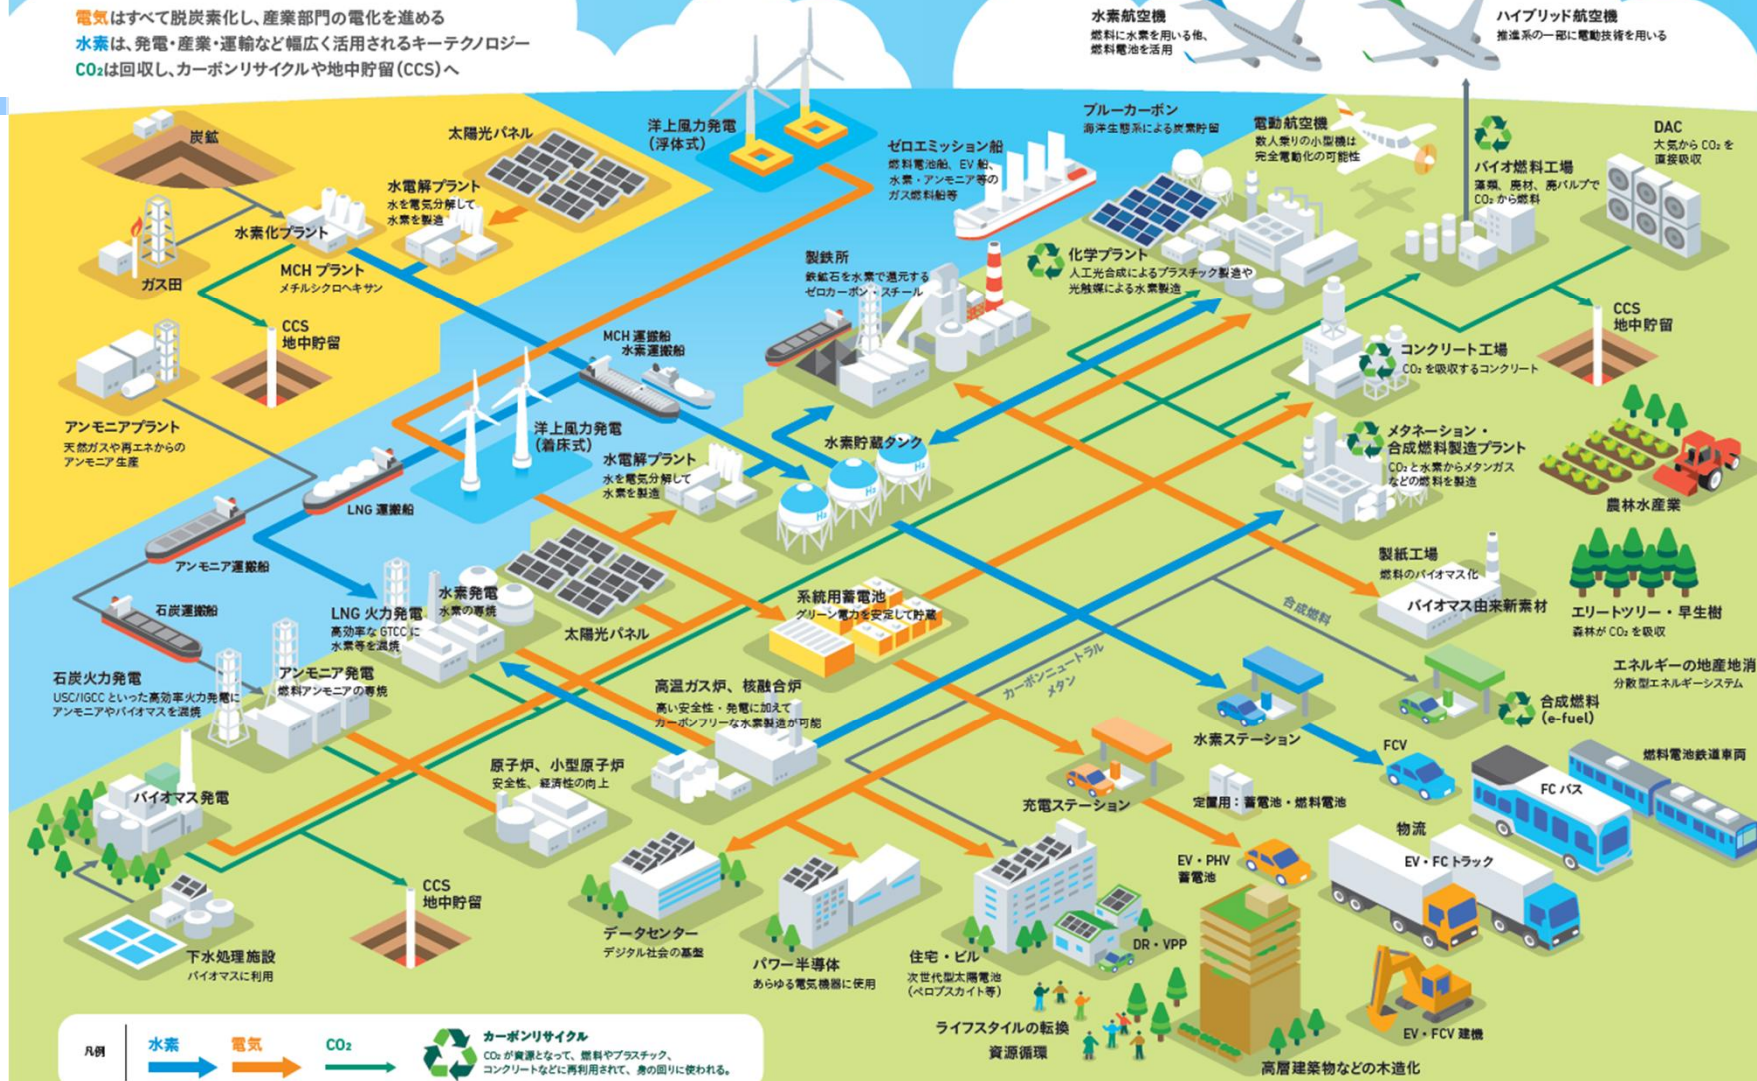 電気はすべて脱炭素化し、産業部門の電化を進める
水素は、発電・産業・運輸など幅広く活用されるキーテクノロジー
CO₂は回収し、カーボンリサイクルや地中貯留（CCS）へ
水素航空機
燃料に水素を用いる他、
燃料電池を活用
ハイブリッド航空機
推進系の一部に電動技術を用いる
炭鉱
太陽光パネル
洋上風力発電
（浮体式）
ゼロエミッション船
燃料電池船、EV船、
水素・アンモニア等の
ガス燃料船等
ブルーカーボン
海洋生態系による炭素貯留
電動航空機
数人乗りの小型機は
完全電動化の可能性
バイオ燃料工場
藻類、廃材、廃パルプで
CO₂から燃料
DAC
大気からCO₂を
直接吸収
水電解プラント
水を電気分解して
水素を製造
水素化プラント
ガス田
MCHプラント
メチルシクロヘキサン
製鉄所
鉄鉱石を水素で還元する
ゼロカーボン・スチール
化学プラント
人工光合成によるプラスチック製造や
光触媒による水素製造
CCS
地中貯留
CCS
地中貯留
MCH運搬船
水素運搬船
コンクリート工場
CO₂を吸収するコンクリート
アンモニアプラント
天然ガスや再エネからの
アンモニア生産
洋上風力発電
（着床式）
水電解プラント
水を電気分解して
水素を製造
水素貯蔵タンク
H₂
H₂
H₂
メタネーション・
合成燃料製造プラント
CO₂と水素からメタンガス
などの燃料を製造
農林水産業
LNG運搬船
アンモニア運搬船
石炭運搬船
LNG火力発電
高効率なGTCCに
水素等を混焼
水素発電
水素の専焼
太陽光パネル
系統用蓄電池
グリーン電力を安定して貯蔵
製紙工場
燃料のバイオマス化
バイオマス由来新素材
合成燃料
エリートツリー・早生樹
森林がCO₂を吸収
石炭火力発電
USC/IGCCといった高効率火力発電に
アンモニアやバイオマスを混焼
アンモニア発電
燃料アンモニアの専焼
高温ガス炉、核融合炉
高い安全性・発電に加えて
カーボンフリーな水素製造が可能
カーボンニュートラル
メタン
エネルギーの地産地消
分散型エネルギーシステム
合成燃料
（e-fuel）
水素ステーション
FCV
燃料電池鉄道車両
原子炉、小型原子炉
安全性、経済性の向上
バイオマス発電
充電ステーション
定置用：蓄電池・燃料電池
FCバス
物流
EV・FCトラック
EV・PHV
蓄電池
CCS
地中貯留
データセンター
デジタル社会の基盤
パワー半導体
あらゆる電気機器に使用
住宅・ビル
次世代型太陽電池
（ペロブスカイト等）
DR・VPP
下水処理施設
バイオマスに利用
ライフスタイルの転換
資源循環
EV・FCV建機
高層建築物などの木造化
凡例
水素
電気
CO₂
カーボンリサイクル
CO₂が資源となって、燃料やプラスチック、
コンクリートなどに再利用されて、身の回りに使われる。